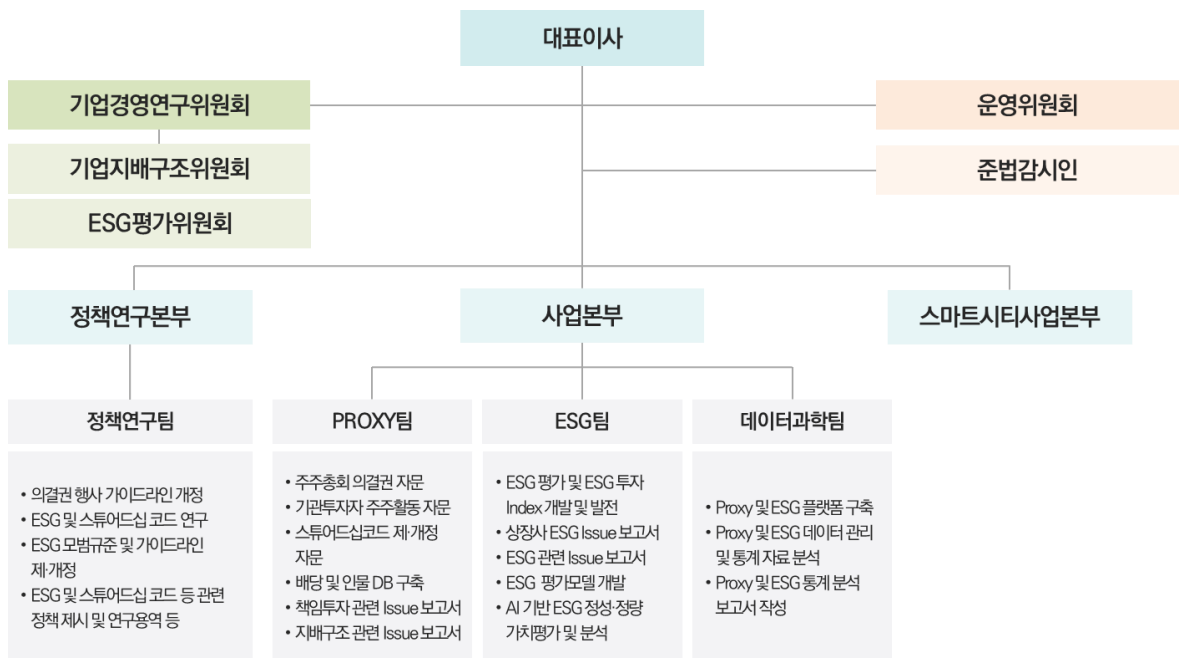 대표이사
기업경영연구위원회
운영위원회
기업지배구조위원회
준법감시인
ESG평가위원회
정책연구본부
사업본부
스마트시티사업본부
정책연구팀
PROXY팀
ESG팀
데이터과학팀
• 의결권 행사 가이드라인 개정
• ESG 및 스튜어드십 코드 연구
• ESG 모범규준 및 가이드라인
제·개정
• ESG 및 스튜어드십 코드 등 관련
정책 제시 및 연구용역 등
• 주주총회 의결권 자문
• 기관투자자 주주활동 자문
• 스튜어드십코드 제·개정
자문
• 배당 및 인물 DB 구축
• 책임투자 관련 Issue 보고서
• 지배구조 관련 Issue 보고서
• ESG 평가 및 ESG 투자
Index 개발 및 발전
• 상장사 ESG Issue 보고서
• ESG 관련 Issue 보고서
• ESG 평가모델 개발
• AI 기반 ESG 정성·정량
가치평가 및 분석
• Proxy 및 ESG 플랫폼 구축
• Proxy 및 ESG 데이터 관리
및 통계 자료 분석
• Proxy 및 ESG 통계 분석
보고서 작성